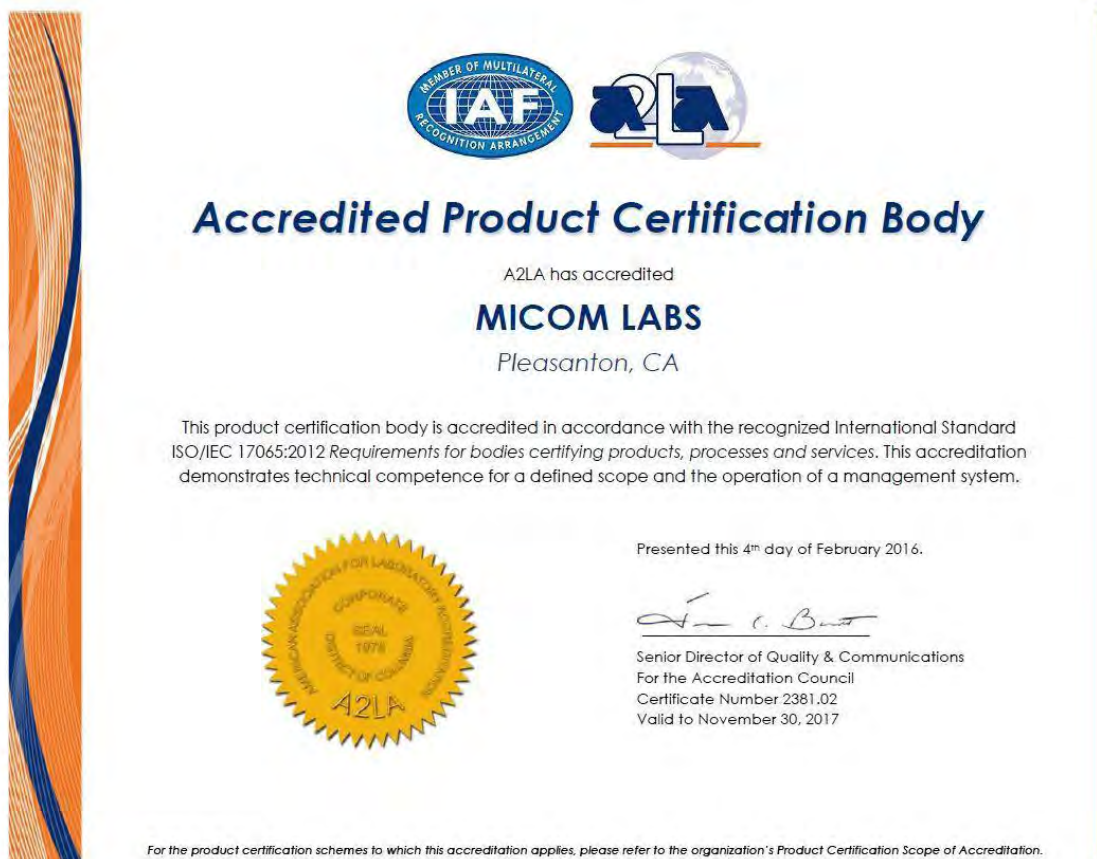 MEMBER OF MULTILATERAL
IAF
RECOGNITION ARRANGEMENT
A2LA
Accredited Product Certification Body
A2LA has accredited
MICOM LABS
Pleasanton, CA
This product certification body is accredited in accordance with the recognized International Standard
ISO/IEC 17065:2012 Requirements for bodies certifying products, processes and services. This accreditation
demonstrates technical competence for a defined scope and the operation of a management system.
AMERICAN ASSOCIATION FOR LABORATORY ACCREDITATION
CORPORATE
SEAL
1978
DISTRICT OF COLUMBIA
A2LA
Presented this 4th day of February 2016.
Senior Director of Quality & Communications
For the Accreditation Council
Certificate Number 2381.02
Valid to November 30, 2017
For the product certification schemes to which this accreditation applies, please refer to the organization's Product Certification Scope of Accreditation.